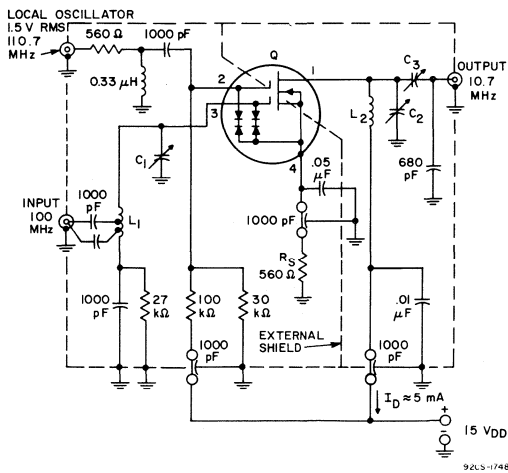 LOCAL OSCILLATOR
1.5 V RMS
110.7
MHz
560 Ω
1000 pF
0.33 μH
Q
1
2
3
4
C3
OUTPUT
10.7
MHz
L2
C2
C1
.05
μF
680
pF
1000
pF
INPUT
100
MHz
L1
1000 pF
RS
560 Ω
1000
pF
27
kΩ
100
kΩ
30
kΩ
EXTERNAL
SHIELD
.01
μF
1000
pF
1000
pF
ID ≈ 5 mA
+
-
15 VDD
92CS-1748